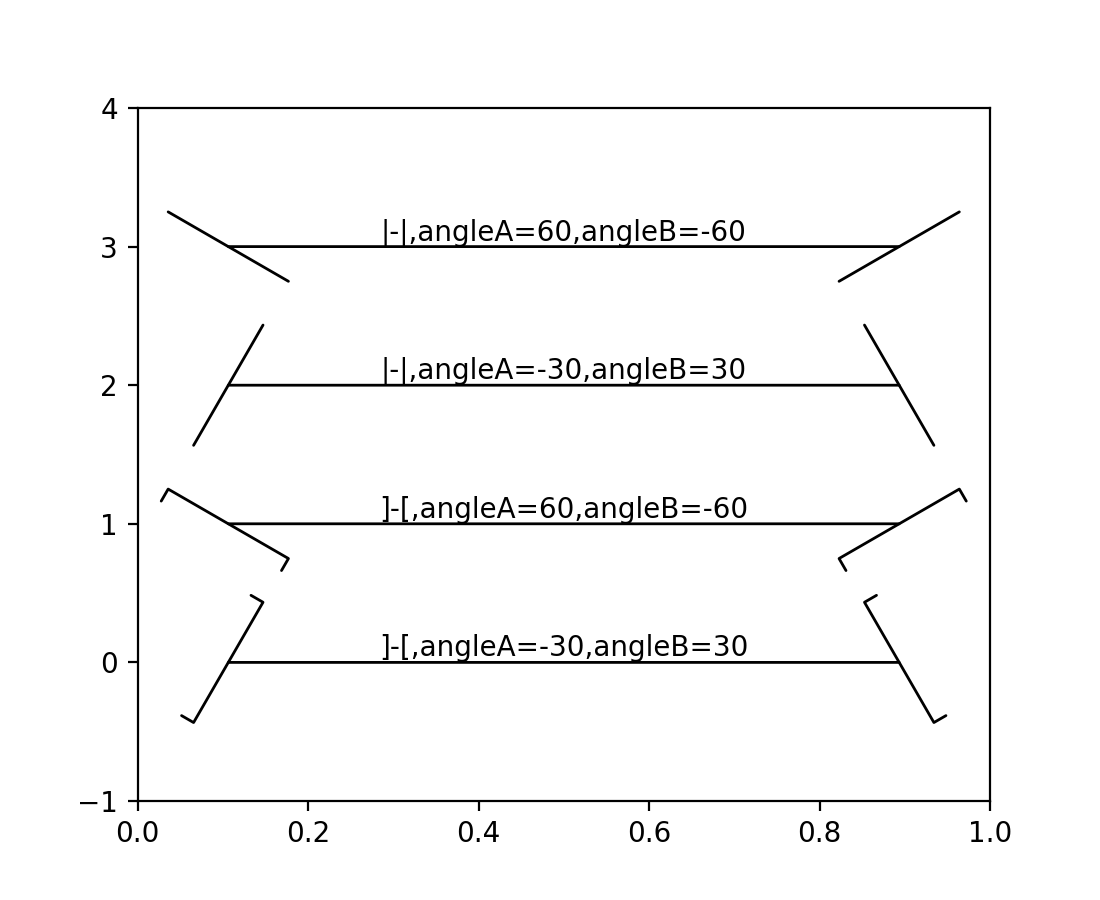 4
|-|,angleA=60,angleB=-60
3
|-|,angleA=-30,angleB=30
2
]-[,angleA=60,angleB=-60
1
]-[,angleA=-30,angleB=30
0
−1
0.0 0.2 0.4 0.6 0.8 1.0